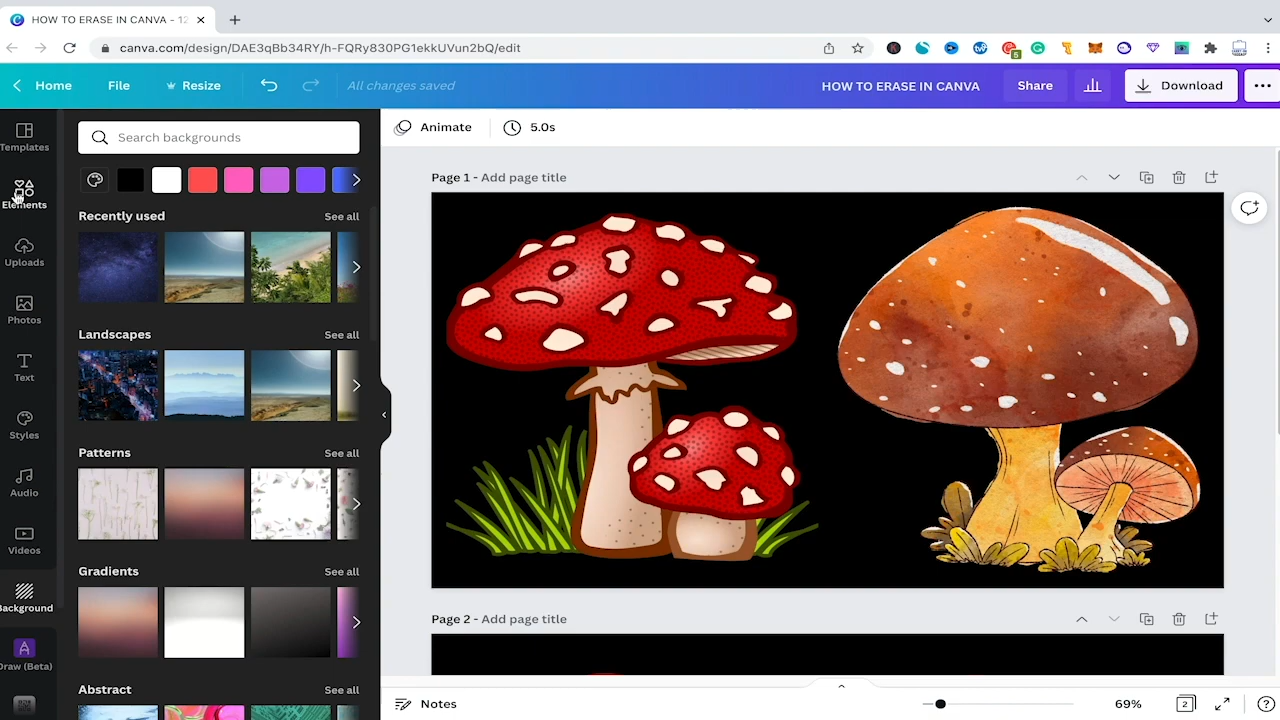 HOW TO ERASE IN CANVA - 12
canva.com/design/DAE3qBb34RY/h-FQRy830PG1ekkUVun2bQ/edit
5
Home
File
Resize
All changes saved
HOW TO ERASE IN CANVA
Share
Download
Templates
Elements
Uploads
Photos
Text
Styles
Audio
Videos
Background
Draw (Beta)
Search backgrounds
Recently used
See all
Landscapes
See all
Patterns
See all
Gradients
See all
Abstract
See all
Animate
5.0s
Page 1 - Add page title
Page 2 - Add page title
Notes
69%
2